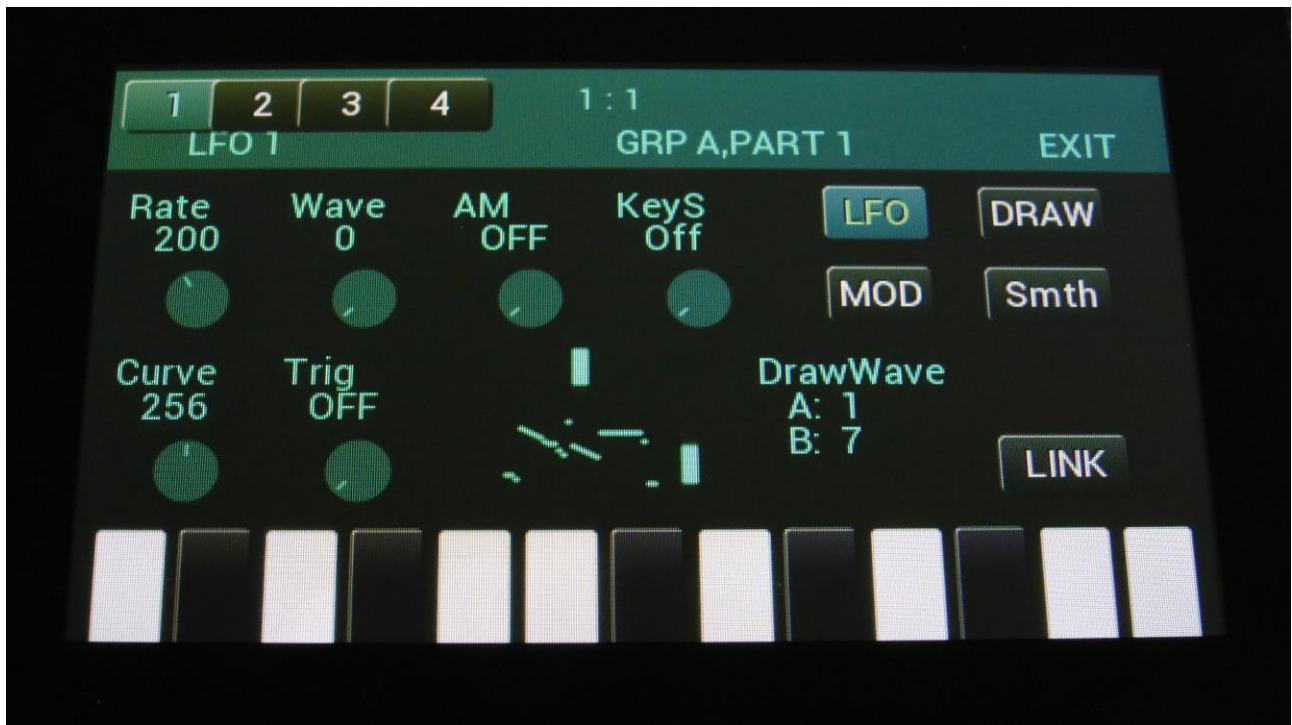 1 2 3 4 1 : 1
LFO 1 GRP A,PART 1 EXIT
Rate Wave AM KeyS LFO DRAW
200 0 OFF Off
MOD Smth
Curve Trig DrawWave
256 OFF A: 1
B: 7
LINK